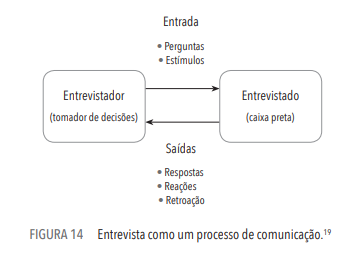 Entrada
• Perguntas
• Estímulos
Entrevistador
(tomador de decisões)
Entrevistado
(caixa preta)
Saídas
• Respostas
• Reações
• Retroação
FIGURA 14 Entrevista como um processo de comunicação.¹⁹